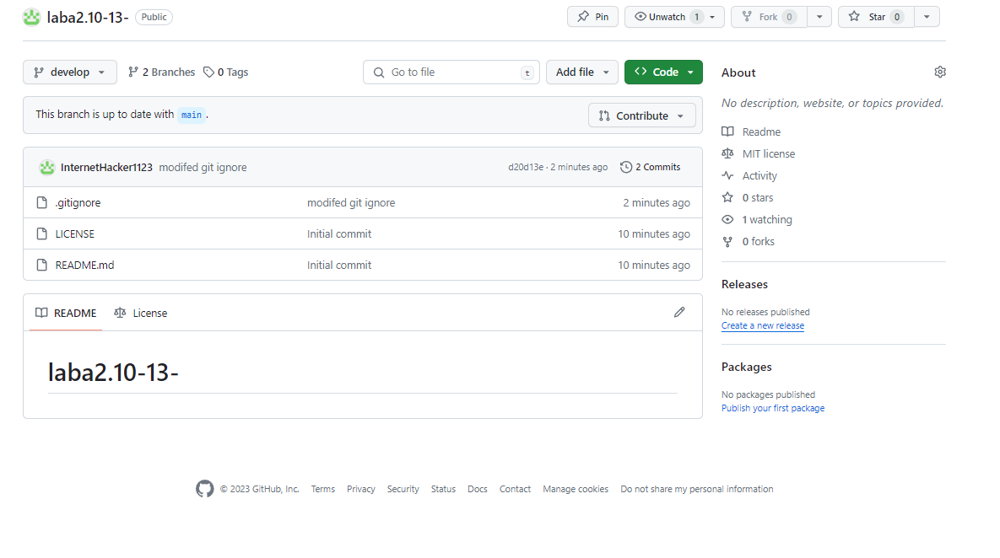 laba2.10-13- Public Pin Unwatch 1 Fork 0 Star 0
develop 2 Branches 0 Tags Go to file t Add file Code
This branch is up to date with main .
Contribute
InternetHacker1123 modifed git ignore d20d13e · 2 minutes ago 2 Commits
.gitignore modifed git ignore 2 minutes ago
LICENSE Initial commit 10 minutes ago
README.md Initial commit 10 minutes ago
README License
laba2.10-13-
About
No description, website, or topics provided.
Readme
MIT license
Activity
0 stars
1 watching
0 forks
Releases
No releases published
Create a new release
Packages
No packages published
Publish your first package
© 2023 GitHub, Inc. Terms Privacy Security Status Docs Contact Manage cookies Do not share my personal information